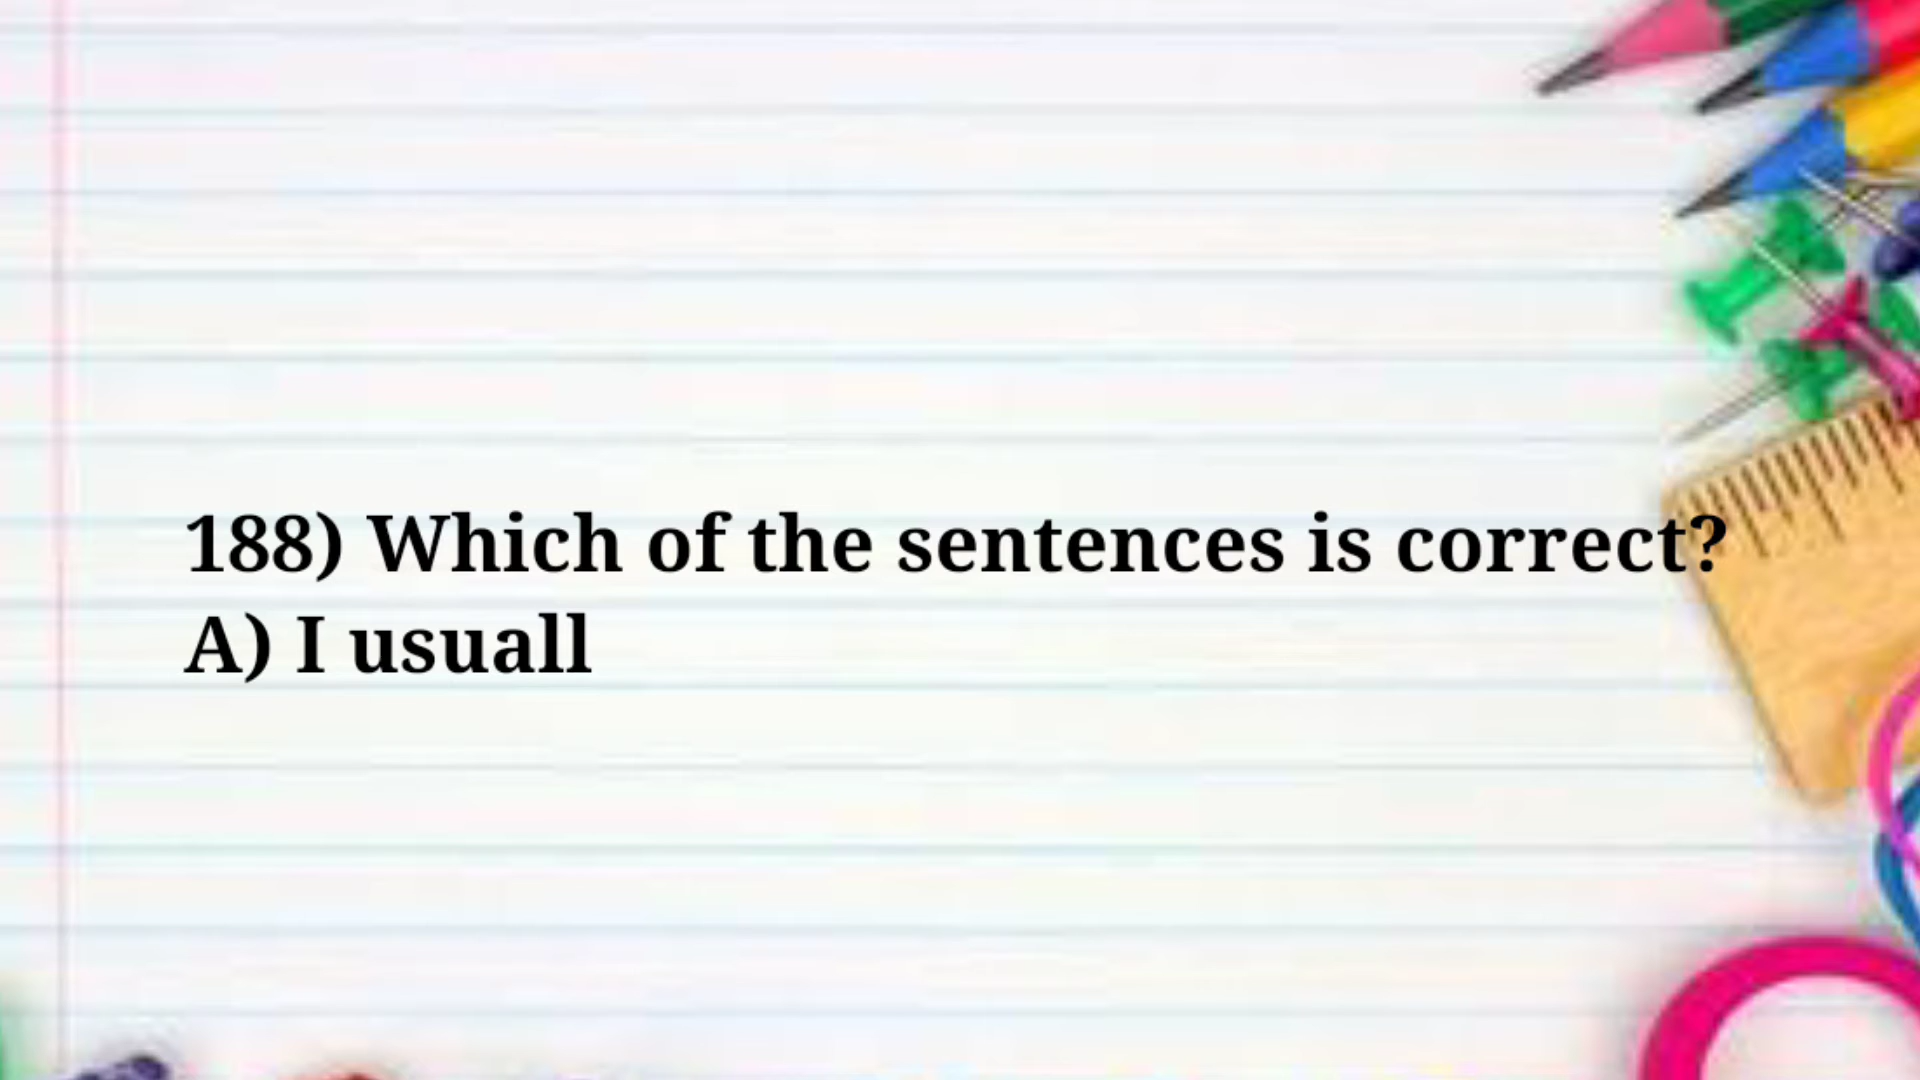 188) Which of the sentences is correct?
A) I usuall